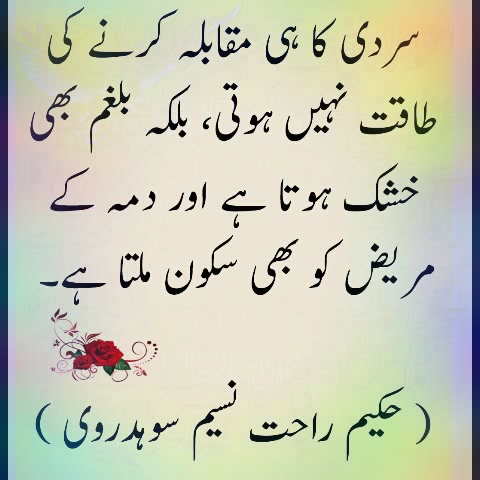 سردی کا ہی مقابلہ کرنے کی
طاقت نہیں ہوتی، بلکہ بلغم بھی
خشک ہوتا ہے اور دمہ کے
مریض کو بھی سکون ملتا ہے۔
( حکیم راحت نسیم سوہدروی )